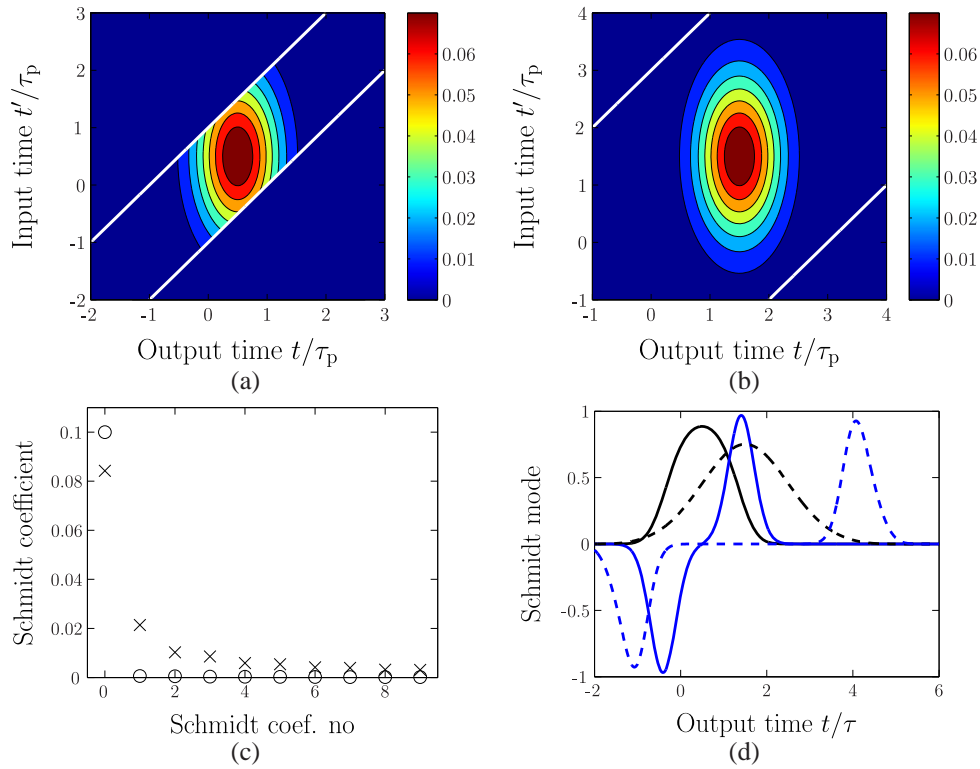 3
2
1
0
-1
-2
-2 -1 0 1 2 3
Input time t′/τp
Output time t/τp
0.06
0.05
0.04
0.03
0.02
0.01
0
(a)
4
3
2
1
0
-1
-1 0 1 2 3 4
Input time t′/τp
Output time t/τp
0.06
0.05
0.04
0.03
0.02
0.01
0
(b)
0.1
0.08
0.06
0.04
0.02
0
0 2 4 6 8
Schmidt coefficient
Schmidt coef. no
(c)
1
0.5
0
-0.5
-1
-2 0 2 4 6
Schmidt mode
Output time t/τ
(d)